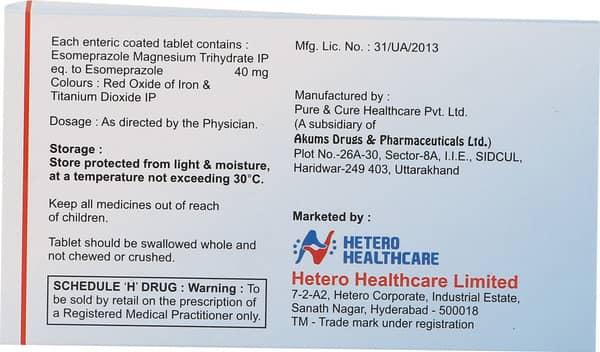 Each enteric coated tablet contains :
Esomeprazole Magnesium Trihydrate IP
eq. to Esomeprazole 40 mg
Colours : Red Oxide of Iron &
Titanium Dioxide IP
Dosage : As directed by the Physician.
Storage :
Store protected from light & moisture,
at a temperature not exceeding 30°C.
Keep all medicines out of reach
of children.
Tablet should be swallowed whole and
not chewed or crushed.
SCHEDULE 'H' DRUG : Warning : To
be sold by retail on the prescription of
a Registered Medical Practitioner only.
Mfg. Lic. No. : 31/UA/2013
Manufactured by :
Pure & Cure Healthcare Pvt. Ltd.
(A subsidiary of
Akums Drugs & Pharmaceuticals Ltd.)
Plot No.-26A-30, Sector-8A, I.I.E., SIDCUL,
Haridwar-249 403, Uttarakhand
Marketed by :
HETERO
HEALTHCARE
Hetero Healthcare Limited
7-2-A2, Hetero Corporate, Industrial Estate,
Sanath Nagar, Hyderabad - 500018
TM - Trade mark under registration